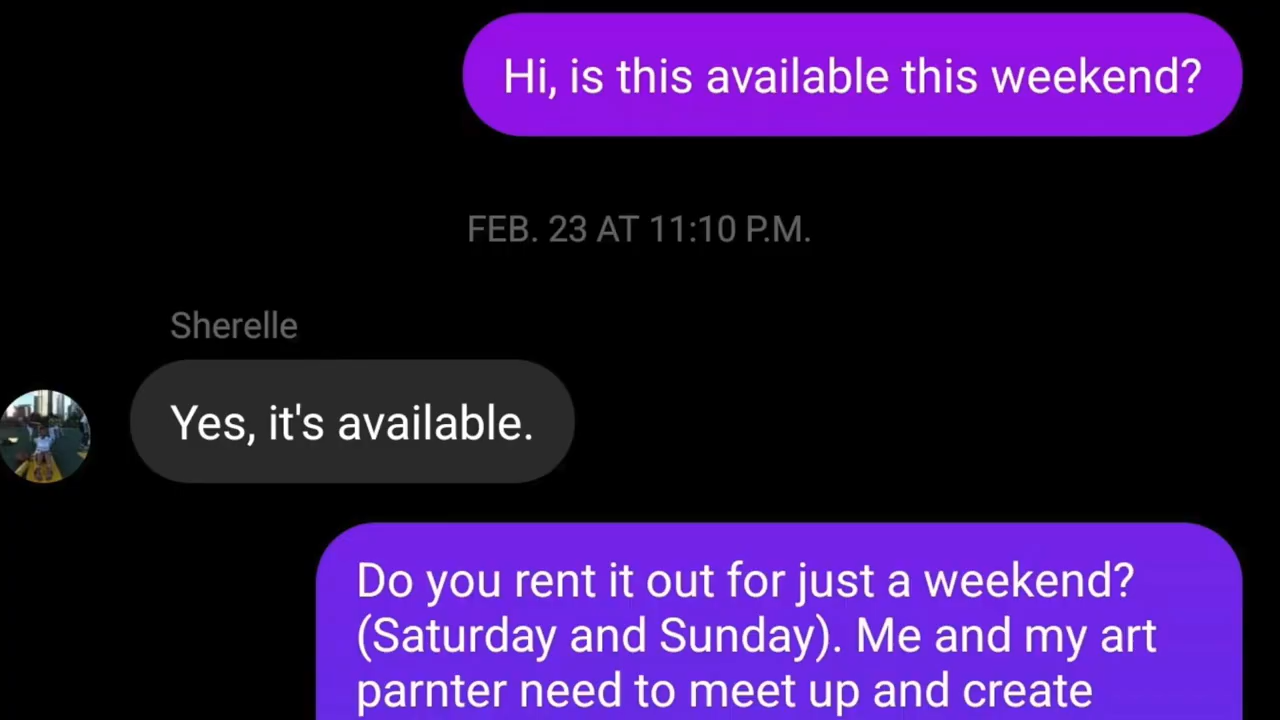 Hi, is this available this weekend?
FEB. 23 AT 11:10 P.M.
Sherelle
Yes, it's available.
Do you rent it out for just a weekend?
(Saturday and Sunday). Me and my art
parnter need to meet up and create